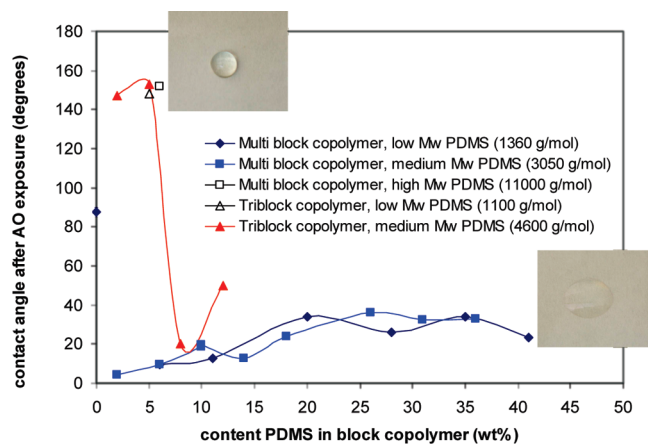 180
160
140
120
100
80
60
40
20
0
contact angle after AO exposure (degrees)
Multi block copolymer, low Mw PDMS (1360 g/mol)
Multi block copolymer, medium Mw PDMS (3050 g/mol)
Multi block copolymer, high Mw PDMS (11000 g/mol)
Triblock copolymer, low Mw PDMS (1100 g/mol)
Triblock copolymer, medium Mw PDMS (4600 g/mol)
0 5 10 15 20 25 30 35 40 45 50
content PDMS in block copolymer (wt%)